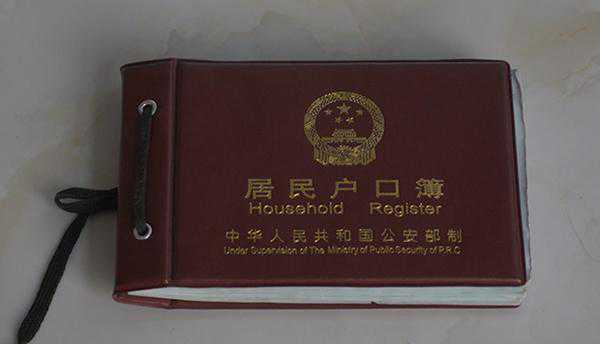 居民户口簿
Household Register
中华人民共和国公安部制
Under Supervision of The Ministry of Public Security of P.R.C